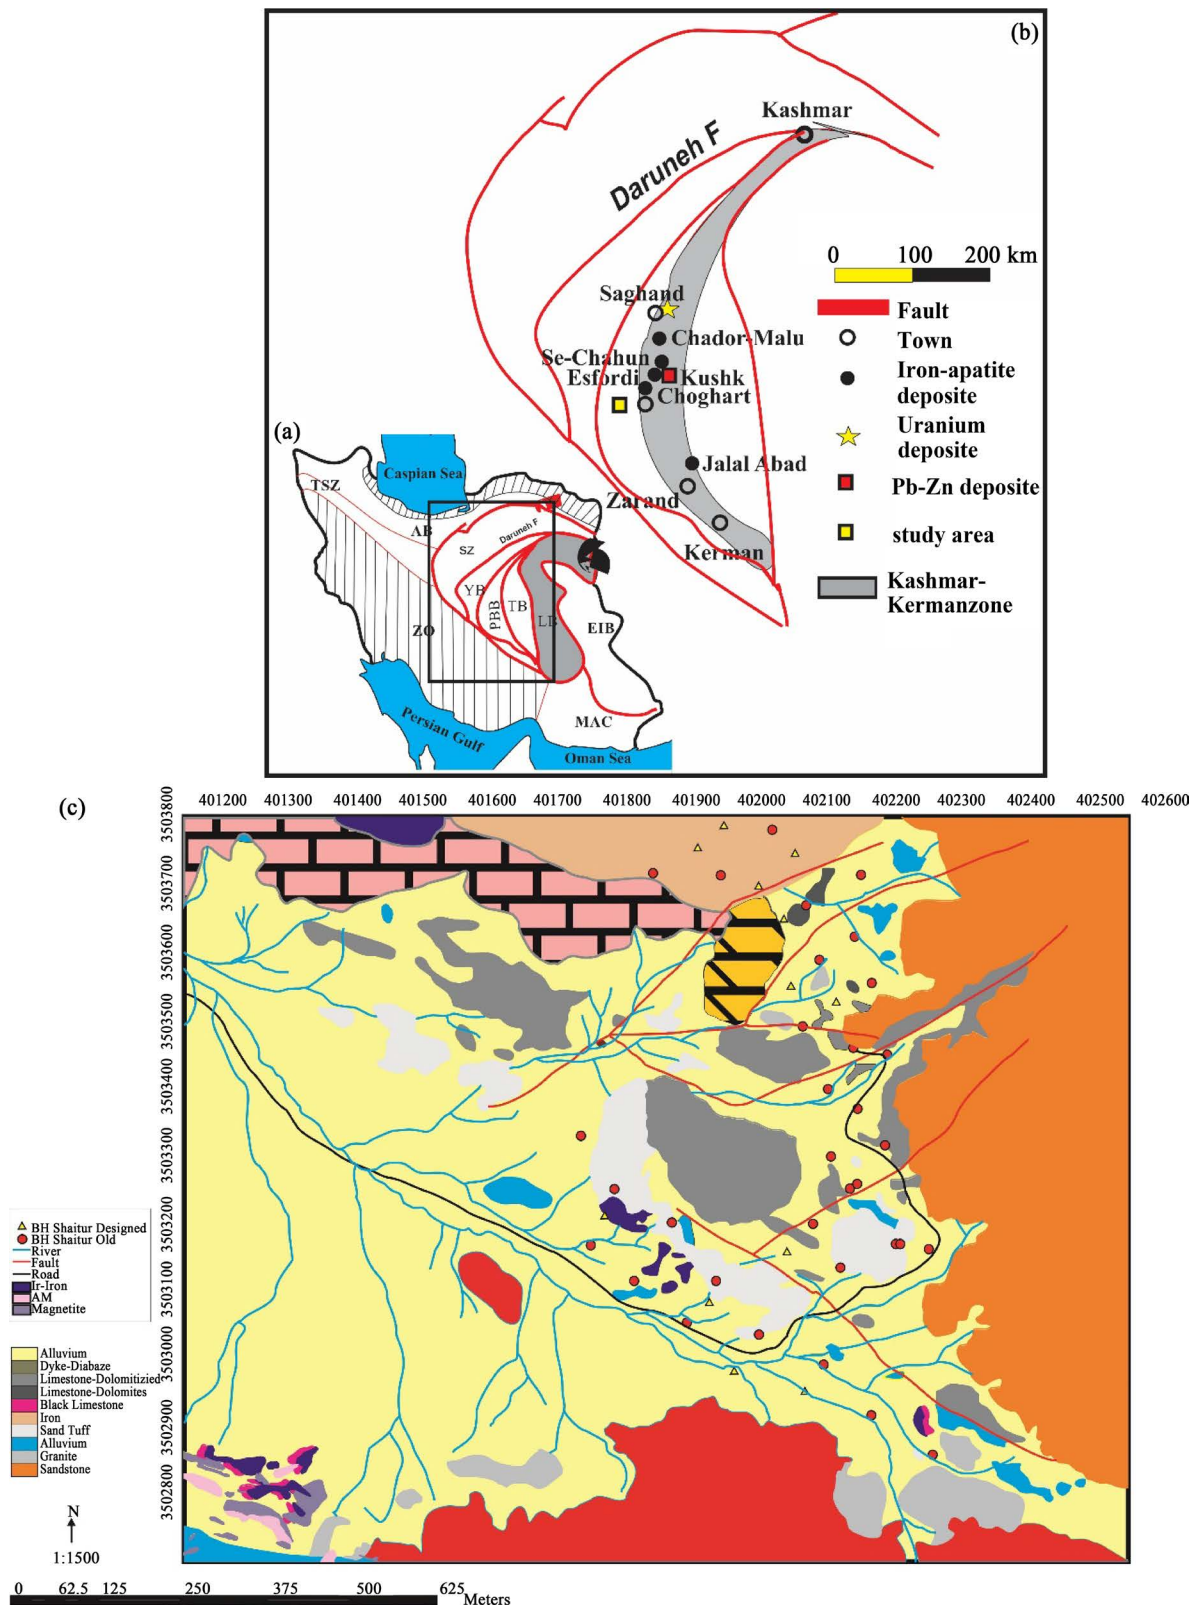 (b)
Kashmar
Daruneh F
0 100 200 km
Fault
Town
Iron-apatite
deposite
Uranium
deposite
Pb-Zn deposite
study area
Kashmar-
Kermanzone
Saghand
Chador-Malu
Se-Chahun
Esfordi
Kushk
Choghart
Jalal Abad
Zarand
Kerman
(a)
Caspian Sea
TSZ
AB
SZ
Daruneh F
YB
PBB
TB
LB
ZO
EIB
MAC
Persian Gulf
Oman Sea
(c)
401200 401300 401400 401500 401600 401700 401800 401900 402000 402100 402200 402300 402400 402500 402600
3503800
3503700
3503600
3503500
3503400
3503300
3503200
3503100
3503000
3502900
3502800
BH Shaitur Designed
BH Shaitur Old
River
Fault
Road
Ir-Iron
AM
Magnetite
Alluvium
Dyke-Diabaze
Limestone-Dolomitizied
Limestone-Dolomites
Black Limestone
Iron
Sand Tuff
Alluvium
Granite
Sandstone
N
1:1500
0 62.5 125 250 375 500 625
Meters